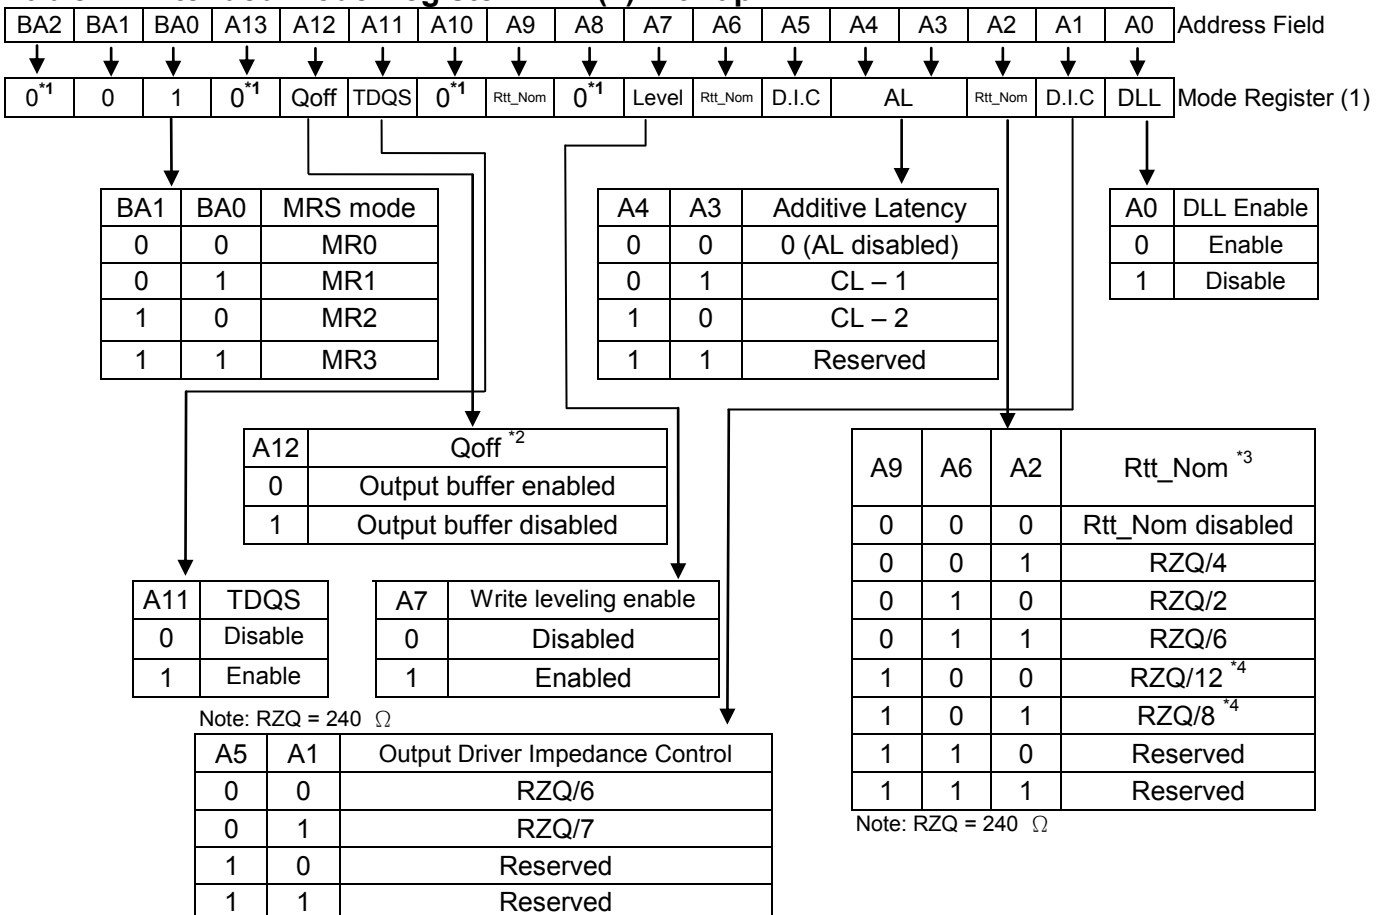 BA2 BA1 BA0 A13 A12 A11 A10 A9 A8 A7 A6 A5 A4 A3 A2 A1 A0 Address Field
0*1 0 1 0*1 Qoff TDQS 0*1 Rtt_Nom 0*1 Level Rtt_Nom D.I.C AL Rtt_Nom D.I.C DLL Mode Register (1)
BA1 BA0 MRS mode
0 0 MR0
0 1 MR1
1 0 MR2
1 1 MR3
A4 A3 Additive Latency
0 0 0 (AL disabled)
0 1 CL – 1
1 0 CL – 2
1 1 Reserved
A0 DLL Enable
0 Enable
1 Disable
A12 Qoff *2
0 Output buffer enabled
1 Output buffer disabled
A11 TDQS
0 Disable
1 Enable
A7 Write leveling enable
0 Disabled
1 Enabled
A9 A6 A2 Rtt_Nom *3
0 0 0 Rtt_Nom disabled
0 0 1 RZQ/4
0 1 0 RZQ/2
0 1 1 RZQ/6
1 0 0 RZQ/12 *4
1 0 1 RZQ/8 *4
1 1 0 Reserved
1 1 1 Reserved
Note: RZQ = 240 Ω
Note: RZQ = 240 Ω
A5 A1 Output Driver Impedance Control
0 0 RZQ/6
0 1 RZQ/7
1 0 Reserved
1 1 Reserved